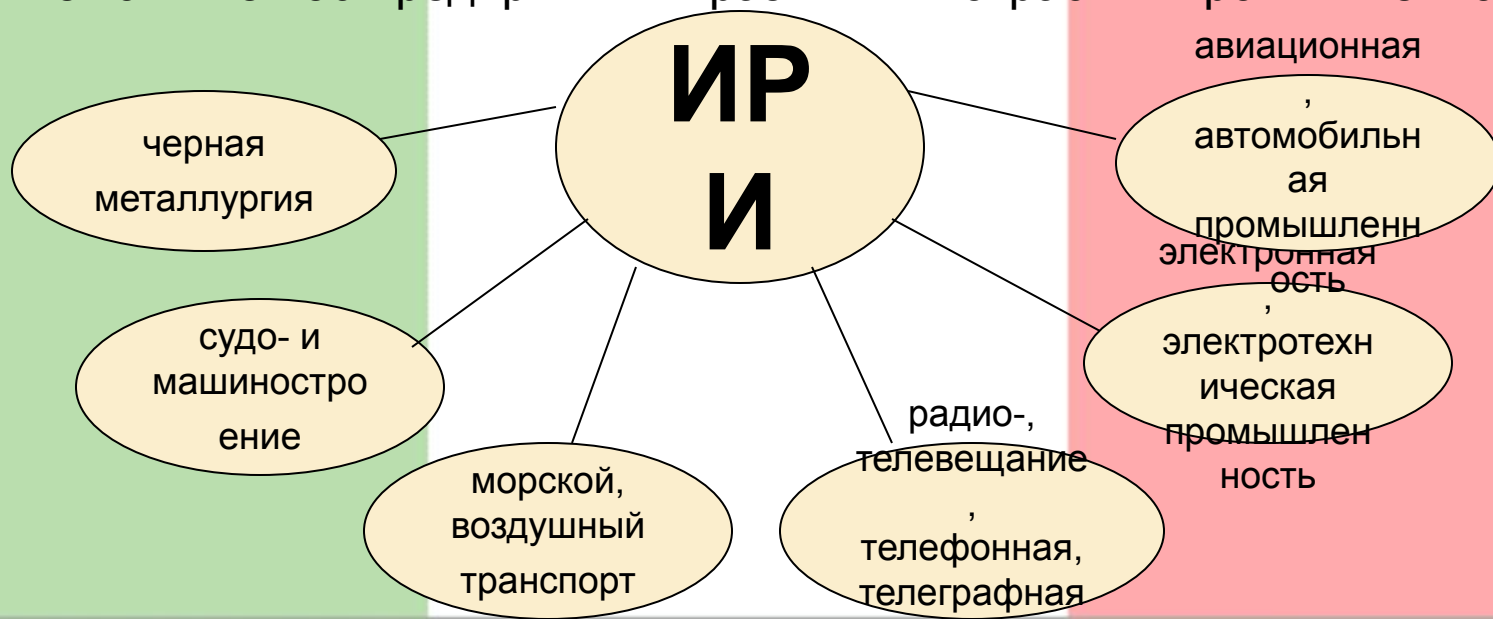 ИР
И
черная
металлургия
судо- и
машиностро
ение
морской,
воздушный
транспорт
радио-,
телевещание
,
телефонная,
телеграфная
авиационная
,
автомобильн
ая
промышленн
ость
электронная
,
электротехн
ическая
промышлен
ность